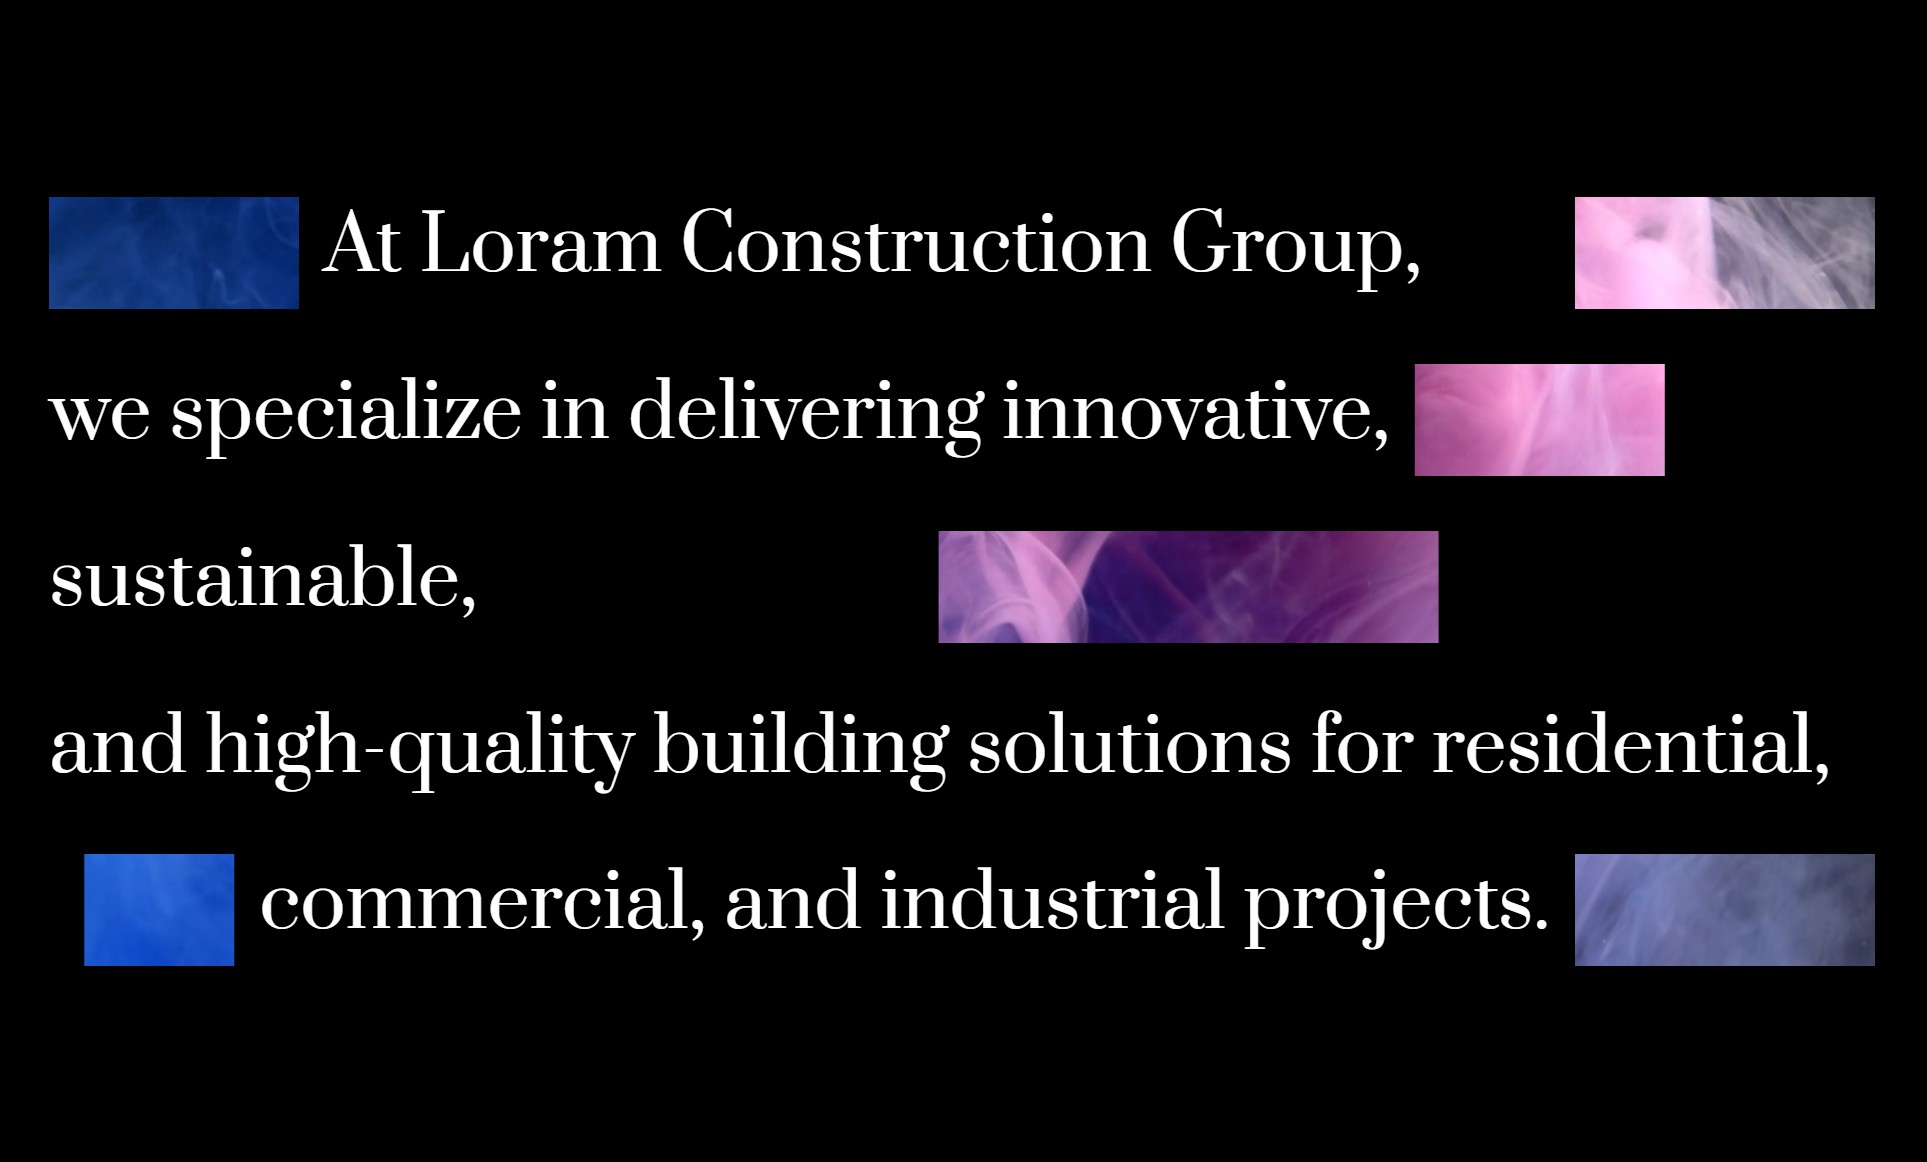 At Loram Construction Group,
we specialize in delivering innovative,
sustainable,
and high-quality building solutions for residential,
commercial, and industrial projects.